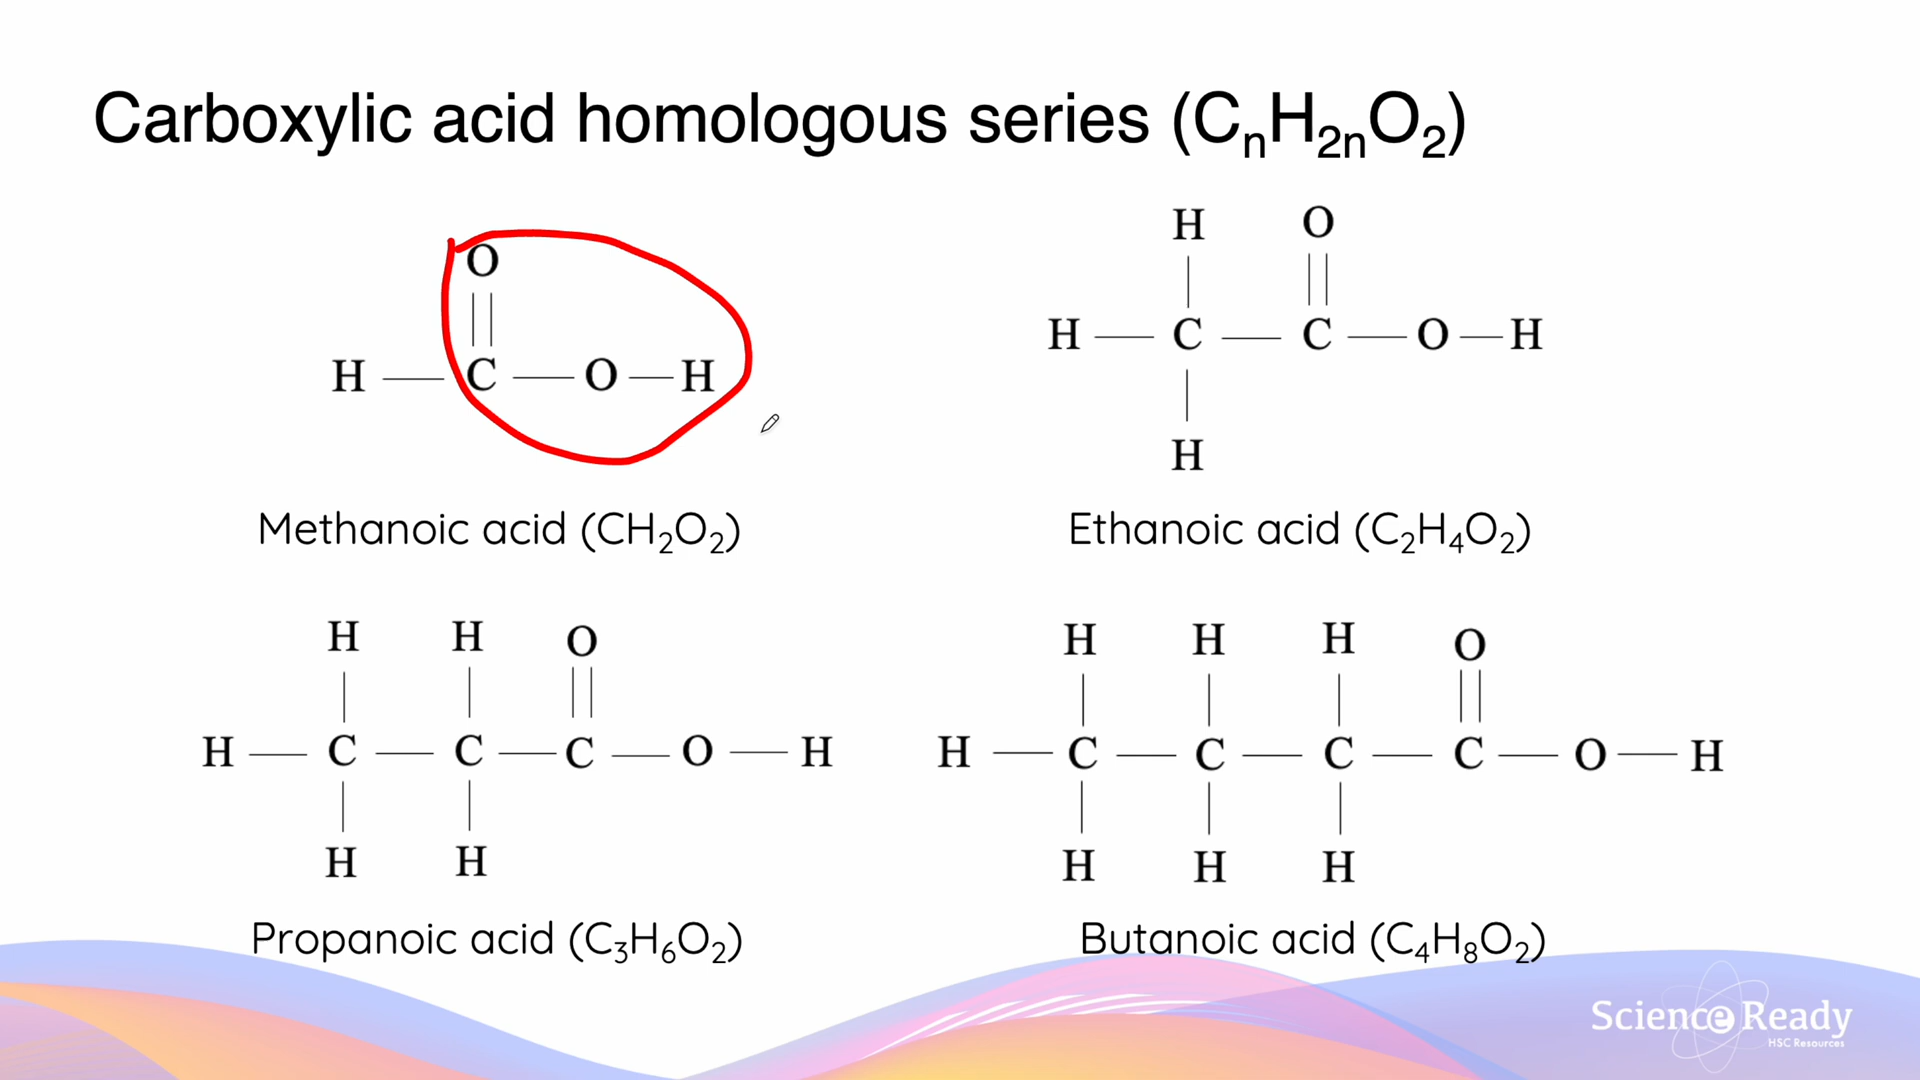 Carboxylic acid homologous series (CₙH₂ₙO₂)
O
H C O H
Methanoic acid (CH₂O₂)
H O
H C C O H
H
Ethanoic acid (C₂H₄O₂)
H H O
H C C C O H
H H
Propanoic acid (C₃H₆O₂)
H H H O
H C C C C O H
H H H
Butanoic acid (C₄H₈O₂)
Science Ready
HSC Resources